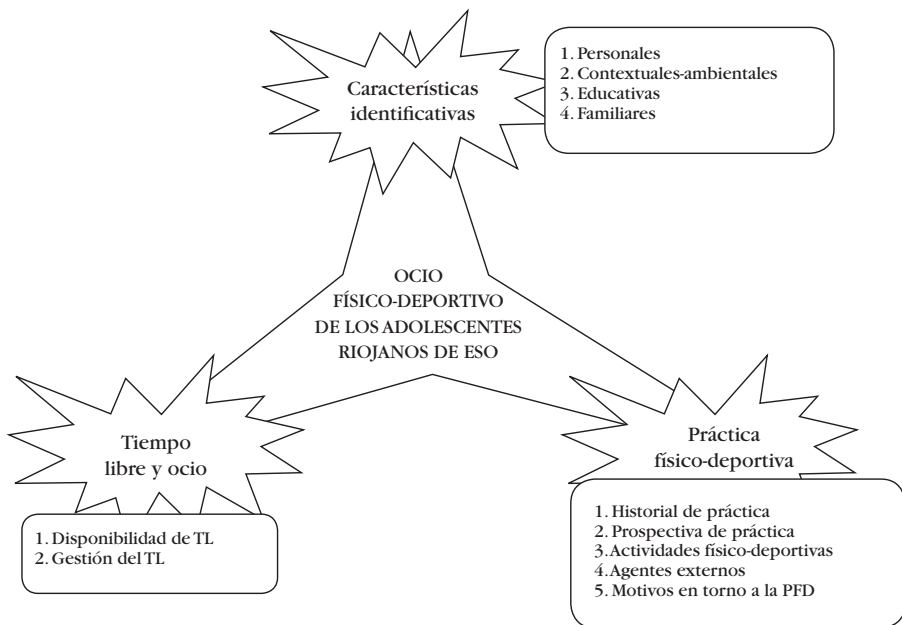 Características
identificativas
1. Personales
2. Contextuales-ambientales
3. Educativas
4. Familiares
OCIO
FÍSICO-DEPORTIVO
DE LOS ADOLESCENTES
RIOJANOS DE ESO
Tiempo
libre y ocio
1. Disponibilidad de TL
2. Gestión del TL
Práctica
físico-deportiva
1. Historial de práctica
2. Prospectiva de práctica
3. Actividades físico-deportivas
4. Agentes externos
5. Motivos en torno a la PFD